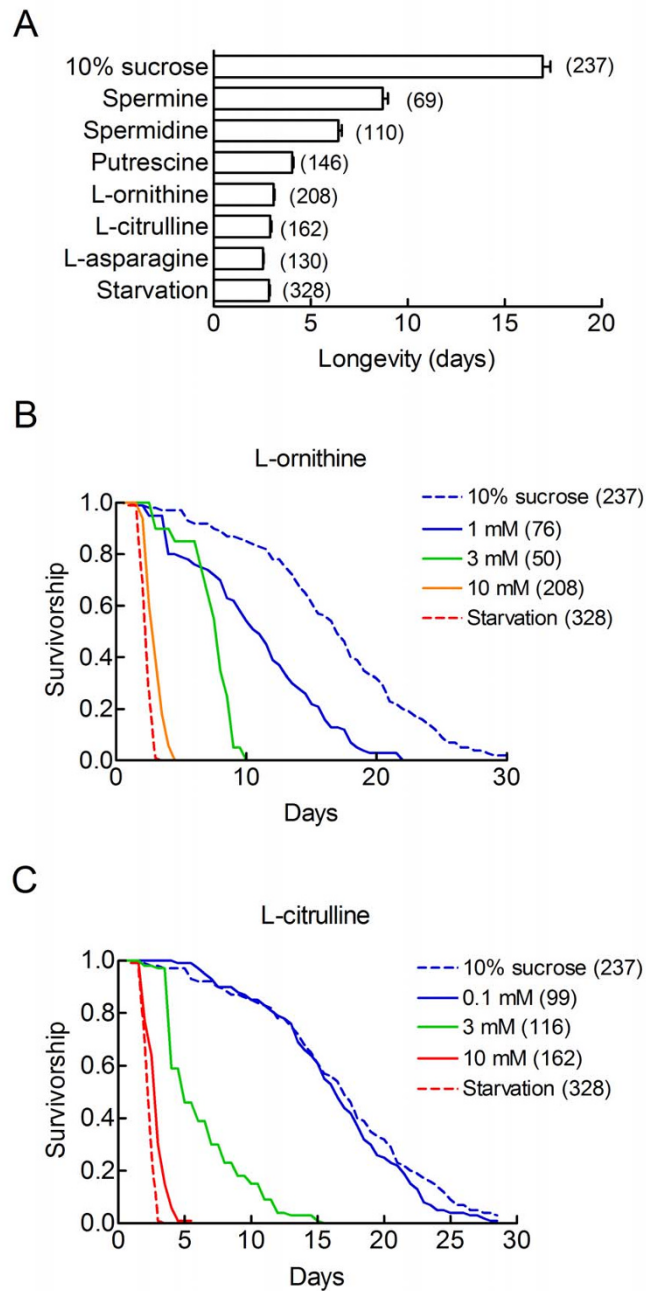 A
10% sucrose (237)
Spermine (69)
Spermidine (110)
Putrescine (146)
L-ornithine (208)
L-citrulline (162)
L-asparagine (130)
Starvation (328)
0 5 10 15 20
Longevity (days)
B
L-ornithine
10% sucrose (237)
1 mM (76)
3 mM (50)
10 mM (208)
Starvation (328)
Survivorship
1.0
0.8
0.6
0.4
0.2
0.0
0 10 20 30
Days
C
L-citrulline
10% sucrose (237)
0.1 mM (99)
3 mM (116)
10 mM (162)
Starvation (328)
Survivorship
1.0
0.8
0.6
0.4
0.2
0.0
0 5 10 15 20 25 30
Days